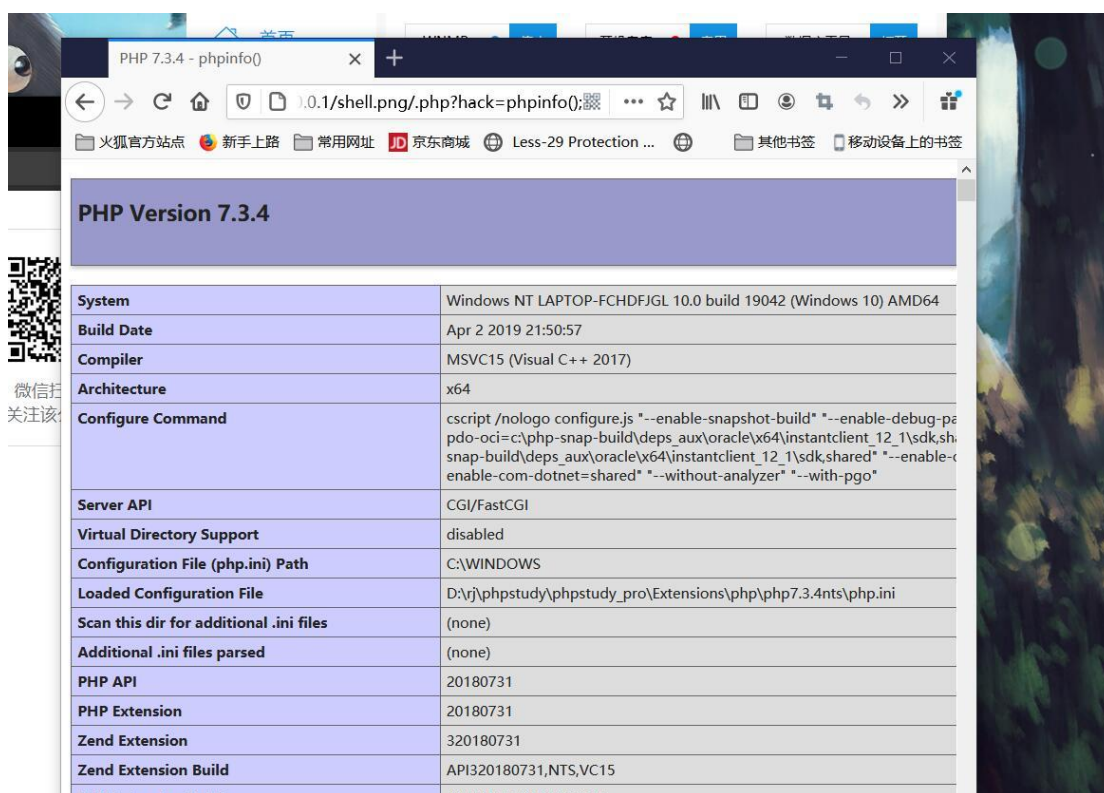 首页
PHP 7.3.4 - phpinfo()
.0.1/shell.png/.php?hack=phpinfo();
火狐官方站点 新手上路 常用网址 JD 京东商城 Less-29 Protection ... 其他书签 移动设备上的书签
PHP Version 7.3.4
System Windows NT LAPTOP-FCHDFJGL 10.0 build 19042 (Windows 10) AMD64
Build Date Apr 2 2019 21:50:57
Compiler MSVC15 (Visual C++ 2017)
Architecture x64
Configure Command cscript /nologo configure.js "--enable-snapshot-build" "--enable-debug-pa
pdo-oci=c:\php-snap-build\deps_aux\oracle\x64\instantclient_12_1\sdk,sha
snap-build\deps_aux\oracle\x64\instantclient_12_1\sdk,shared" "--enable-o
enable-com-dotnet=shared" "--without-analyzer" "--with-pgo"
Server API CGI/FastCGI
Virtual Directory Support disabled
Configuration File (php.ini) Path C:\WINDOWS
Loaded Configuration File D:\rj\phpstudy\phpstudy_pro\Extensions\php\php7.3.4nts\php.ini
Scan this dir for additional .ini files (none)
Additional .ini files parsed (none)
PHP API 20180731
PHP Extension 20180731
Zend Extension 320180731
Zend Extension Build API320180731,NTS,VC15
微信扫
关注该